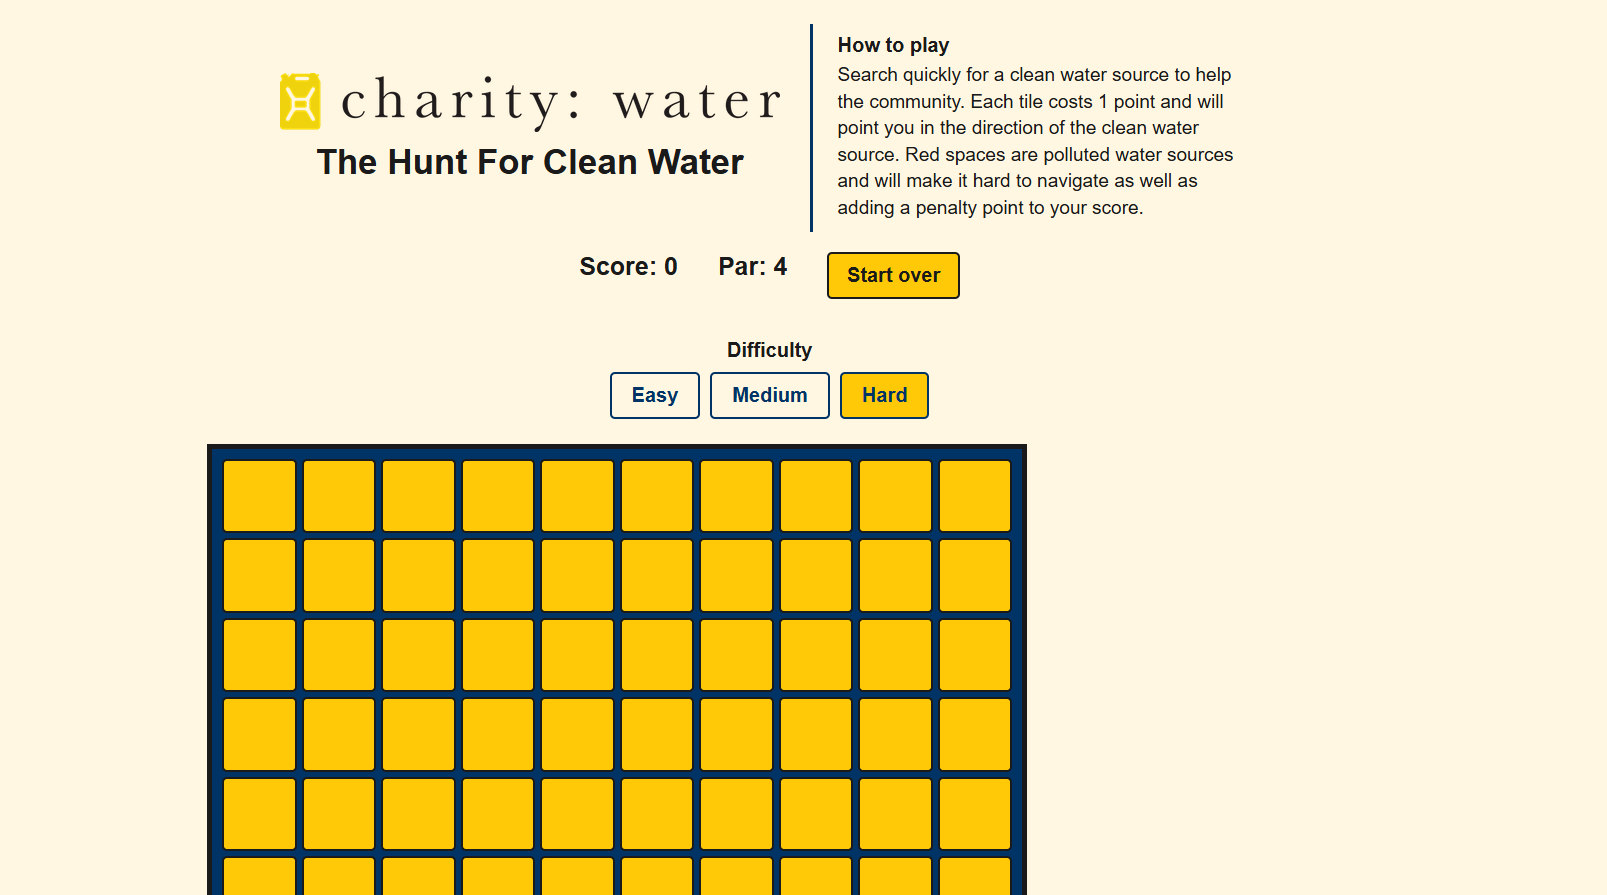 charity: water
The Hunt For Clean Water
How to play
Search quickly for a clean water source to help
the community. Each tile costs 1 point and will
point you in the direction of the clean water
source. Red spaces are polluted water sources
and will make it hard to navigate as well as
adding a penalty point to your score.
Score: 0 Par: 4 Start over
Difficulty
Easy Medium Hard